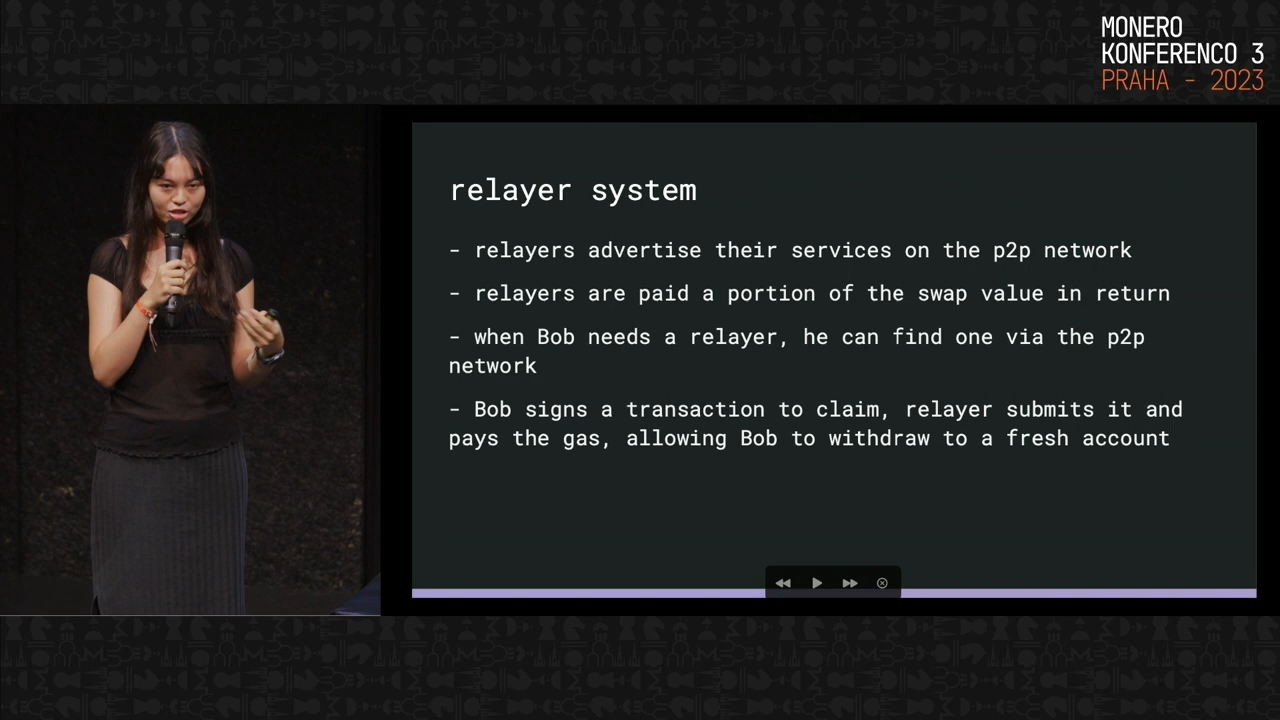 MONERO
KONFERENCO 3
PRAHA - 2023
relayer system
- relayers advertise their services on the p2p network
- relayers are paid a portion of the swap value in return
- when Bob needs a relayer, he can find one via the p2p
network
- Bob signs a transaction to claim, relayer submits it and
pays the gas, allowing Bob to withdraw to a fresh account